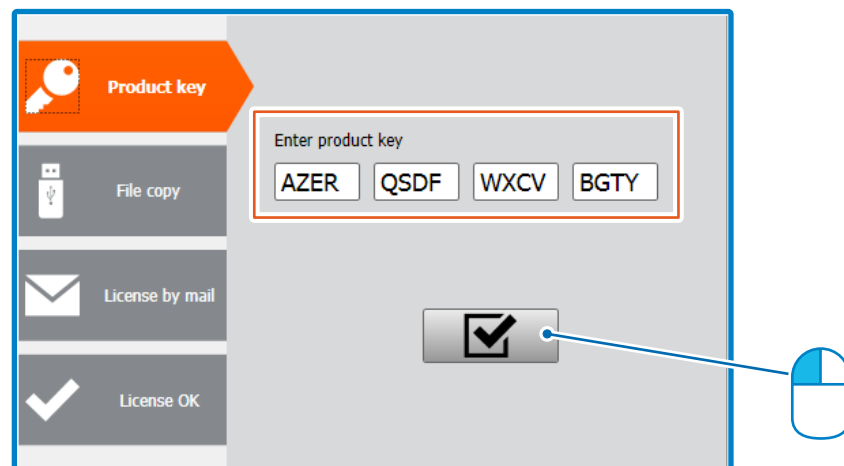 Product key
Enter product key
AZER QSDF WXCV BGTY
File copy
License by mail
License OK